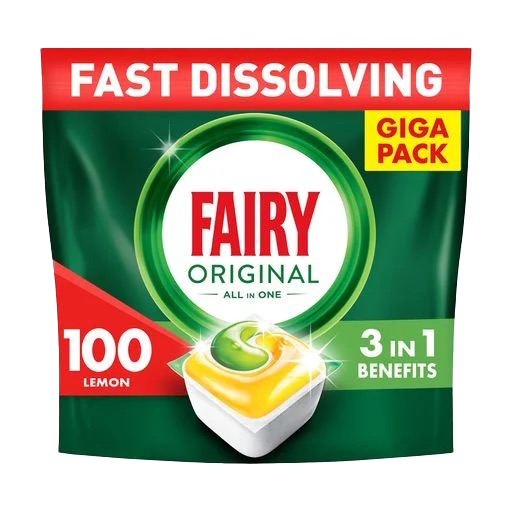 FAST DISSOLVING
GIGA
PACK
FAIRY
ORIGINAL
ALL IN ONE
100
LEMON
3 IN 1
BENEFITS